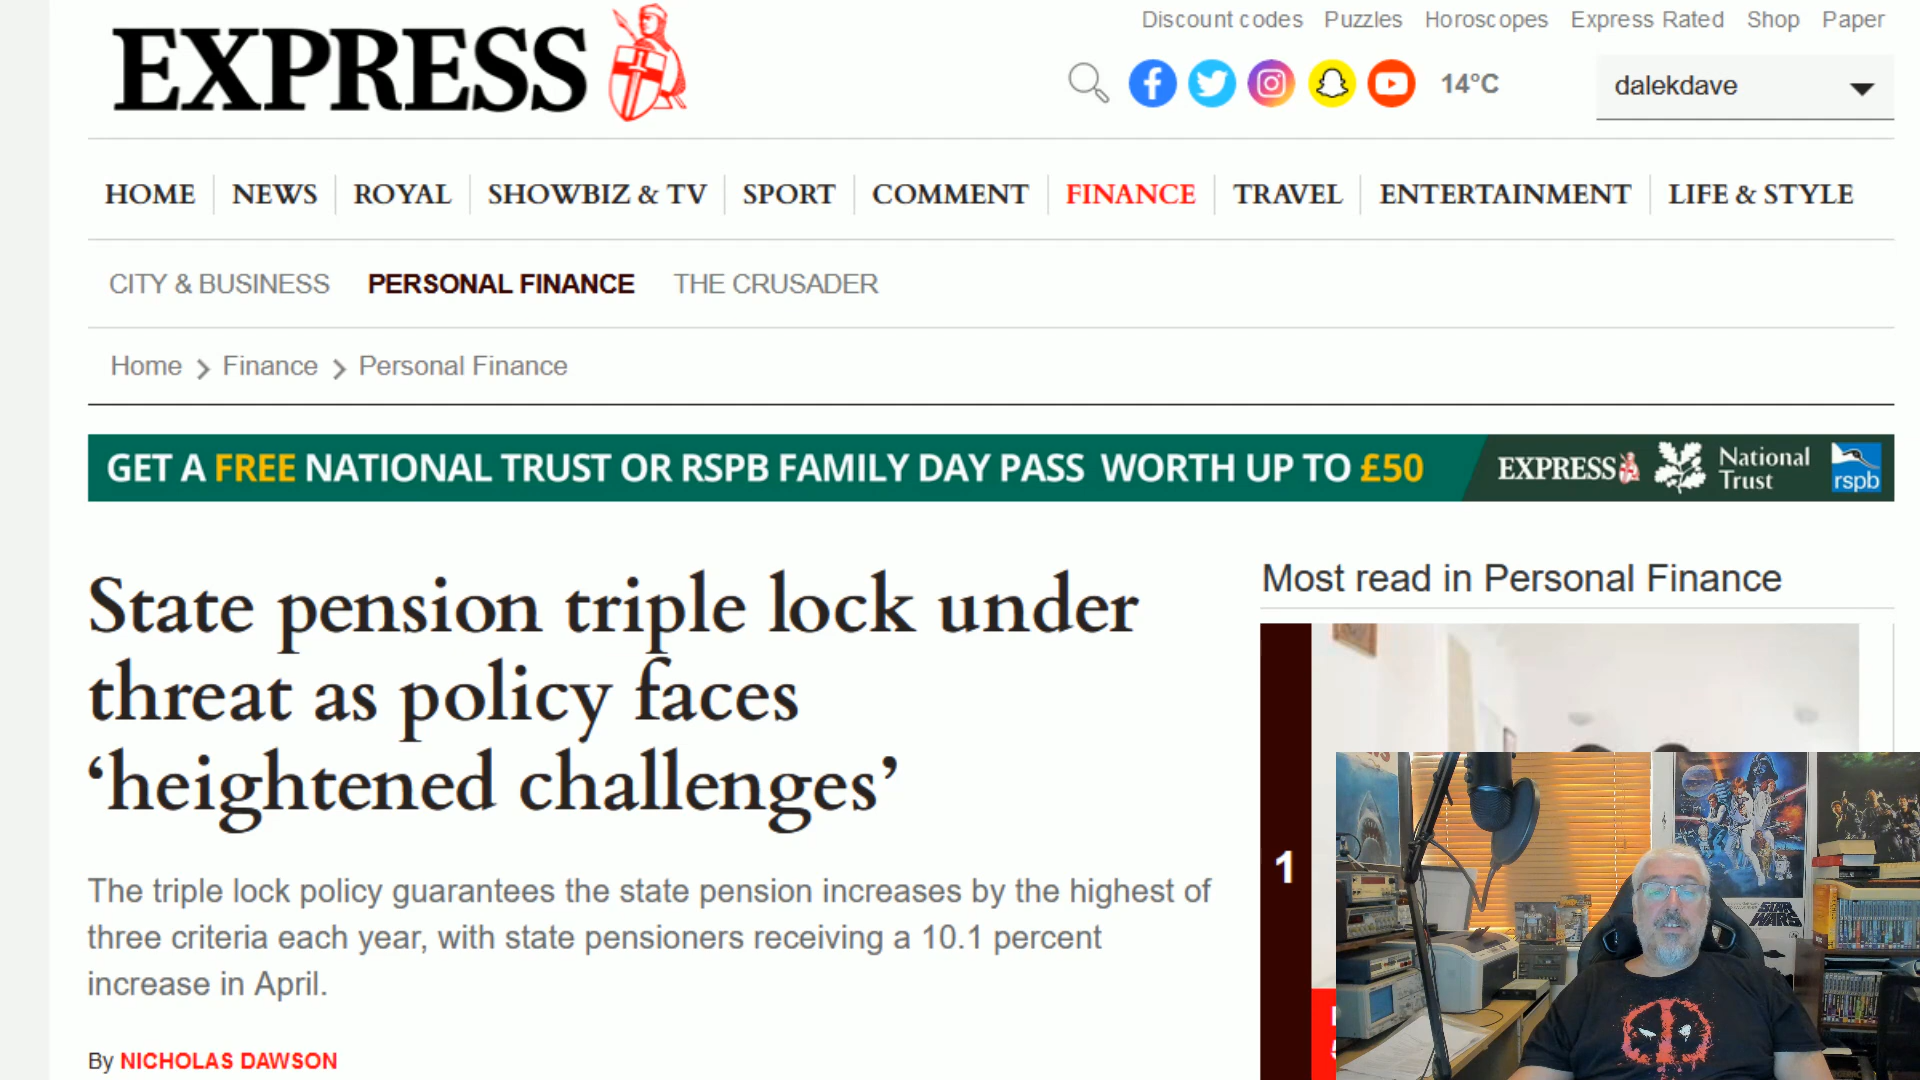 EXPRESS
Discount codes Puzzles Horoscopes Express Rated Shop Paper
14°C
dalekdave
HOME NEWS ROYAL SHOWBIZ & TV SPORT COMMENT FINANCE TRAVEL ENTERTAINMENT LIFE & STYLE
CITY & BUSINESS PERSONAL FINANCE THE CRUSADER
Home > Finance > Personal Finance
GET A FREE NATIONAL TRUST OR RSPB FAMILY DAY PASS WORTH UP TO £50
EXPRESS
National
Trust
rspb
State pension triple lock under
threat as policy faces
‘heightened challenges’
The triple lock policy guarantees the state pension increases by the highest of
three criteria each year, with state pensioners receiving a 10.1 percent
increase in April.
By NICHOLAS DAWSON
Most read in Personal Finance
1
STAR
WARS